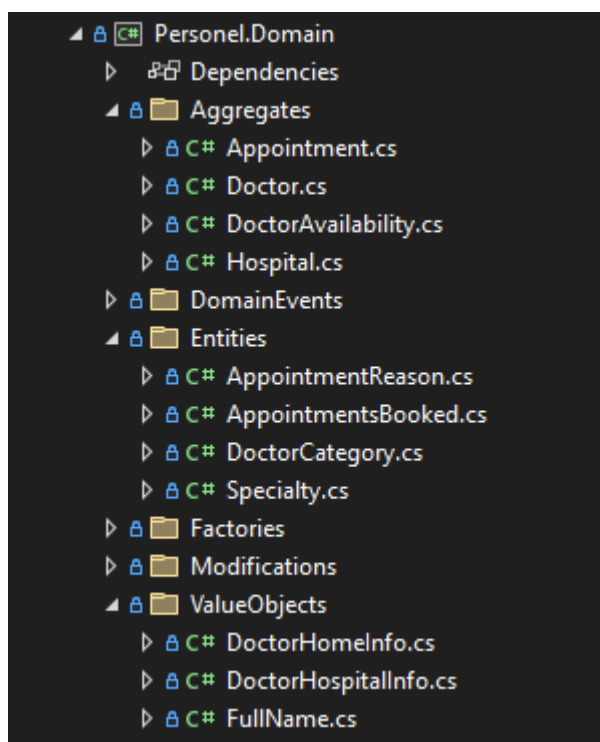 C# Personel.Domain
Dependencies
Aggregates
C# Appointment.cs
C# Doctor.cs
C# DoctorAvailability.cs
C# Hospital.cs
DomainEvents
Entities
C# AppointmentReason.cs
C# AppointmentsBooked.cs
C# DoctorCategory.cs
C# Specialty.cs
Factories
Modifications
ValueObjects
C# DoctorHomeInfo.cs
C# DoctorHospitalInfo.cs
C# FullName.cs